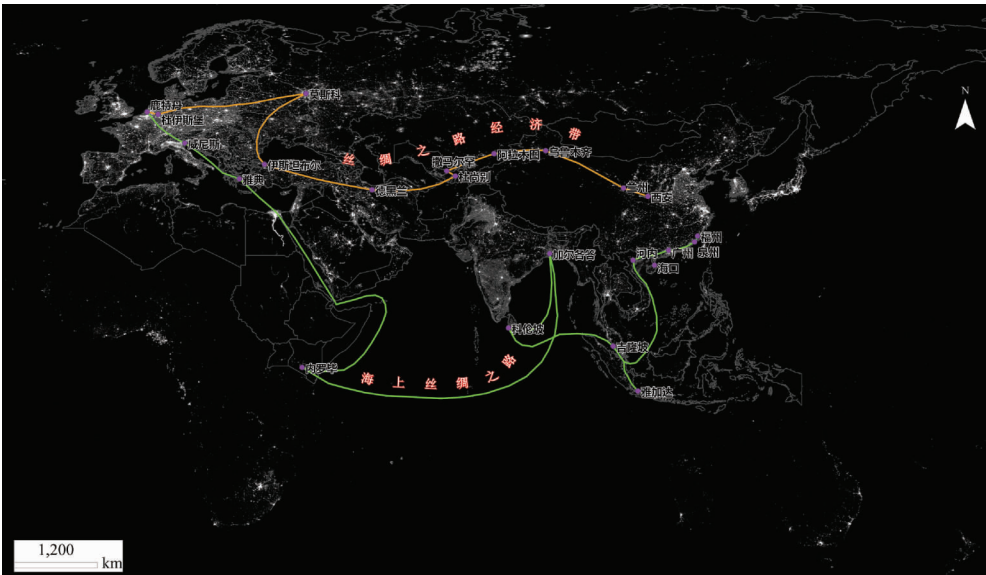 N
莫斯科
鹿特丹
杜伊斯堡
威尼斯
丝绸之路经济带
伊斯坦布尔
撒马尔罕
阿拉木图
乌鲁木齐
雅典
德黑兰
杜尚别
兰州
西安
加尔各答
河内
广州
福州
泉州
海口
科伦坡
吉隆坡
内罗毕
海上丝绸之路
雅加达
1,200
km